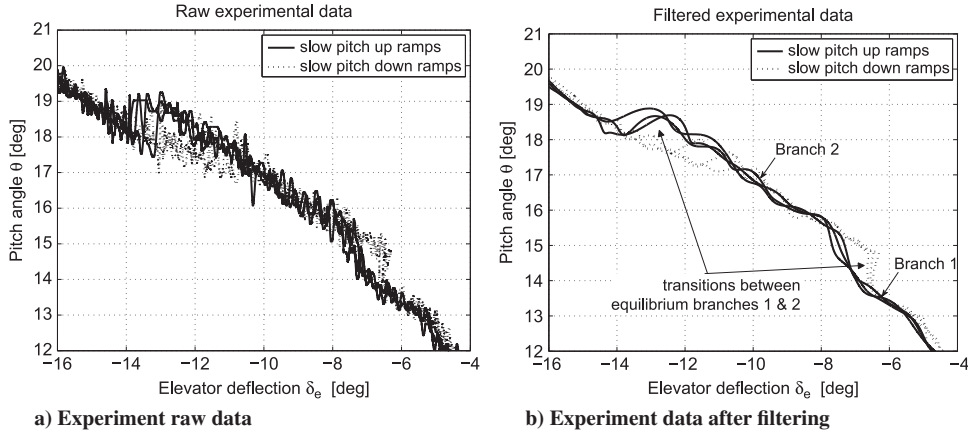 Raw experimental data
21
20
19
18
17
16
15
14
13
12
−16
−14
−12
−10
−8
−6
−4
Pitch angle θ [deg]
Elevator deflection δe [deg]
slow pitch up ramps
slow pitch down ramps
a) Experiment raw data
Filtered experimental data
21
20
19
18
17
16
15
14
13
12
−16
−14
−12
−10
−8
−6
−4
Pitch angle θ [deg]
Elevator deflection δe [deg]
slow pitch up ramps
slow pitch down ramps
Branch 2
Branch 1
transitions between
equilibrium branches 1 & 2
b) Experiment data after filtering